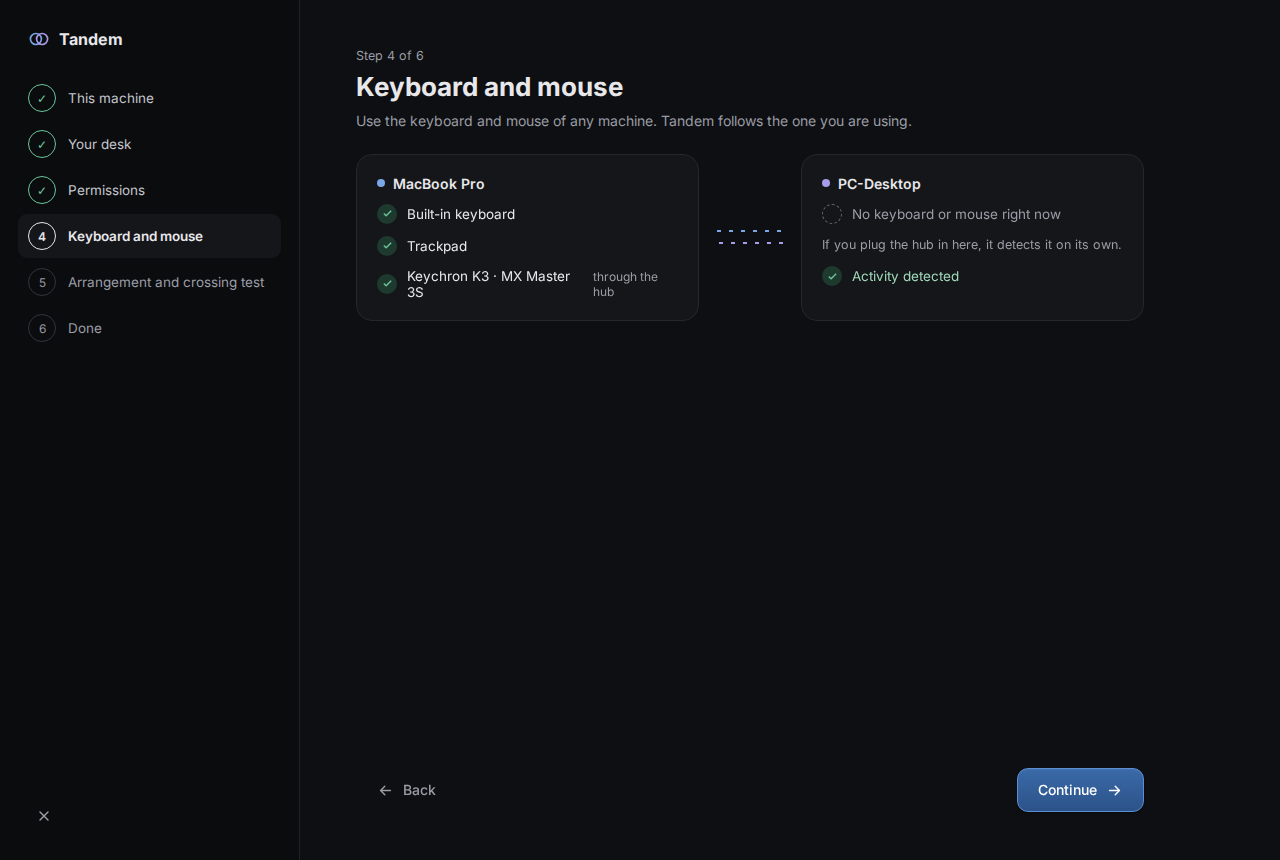 Tandem
✓ This machine
✓ Your desk
✓ Permissions
4 Keyboard and mouse
5 Arrangement and crossing test
6 Done
Step 4 of 6
Keyboard and mouse
Use the keyboard and mouse of any machine. Tandem follows the one you are using.
MacBook Pro
Built-in keyboard
Trackpad
Keychron K3 · MX Master
3S
through the
hub
PC-Desktop
No keyboard or mouse right now
If you plug the hub in here, it detects it on its own.
Activity detected
← Back
Continue →